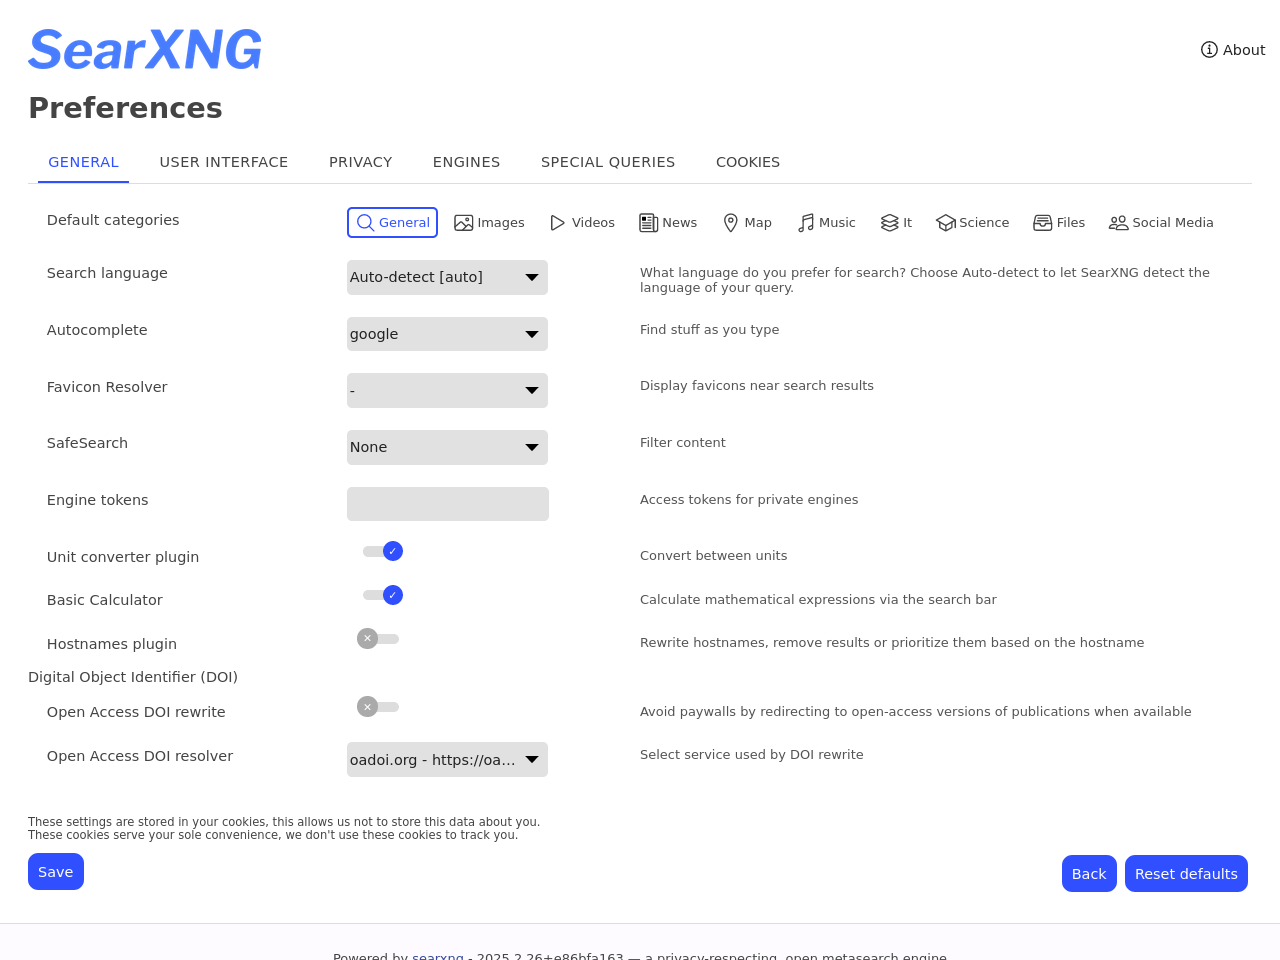 SearXNG
About
Preferences
GENERAL USER INTERFACE PRIVACY ENGINES SPECIAL QUERIES COOKIES
Default categories General Images Videos News Map Music It Science Files Social Media
Search language Auto-detect [auto] What language do you prefer for search? Choose Auto-detect to let SearXNG detect the
language of your query.
Autocomplete google Find stuff as you type
Favicon Resolver - Display favicons near search results
SafeSearch None Filter content
Engine tokens Access tokens for private engines
Unit converter plugin Convert between units
Basic Calculator Calculate mathematical expressions via the search bar
Hostnames plugin Rewrite hostnames, remove results or prioritize them based on the hostname
Digital Object Identifier (DOI)
Open Access DOI rewrite Avoid paywalls by redirecting to open-access versions of publications when available
Open Access DOI resolver oadoi.org - https://oa... Select service used by DOI rewrite
These settings are stored in your cookies, this allows us not to store this data about you.
These cookies serve your sole convenience, we don't use these cookies to track you.
Save Back Reset defaults
Powered by searxng - 2025.2.26+e86bfa163 — a privacy-respecting, open metasearch engine